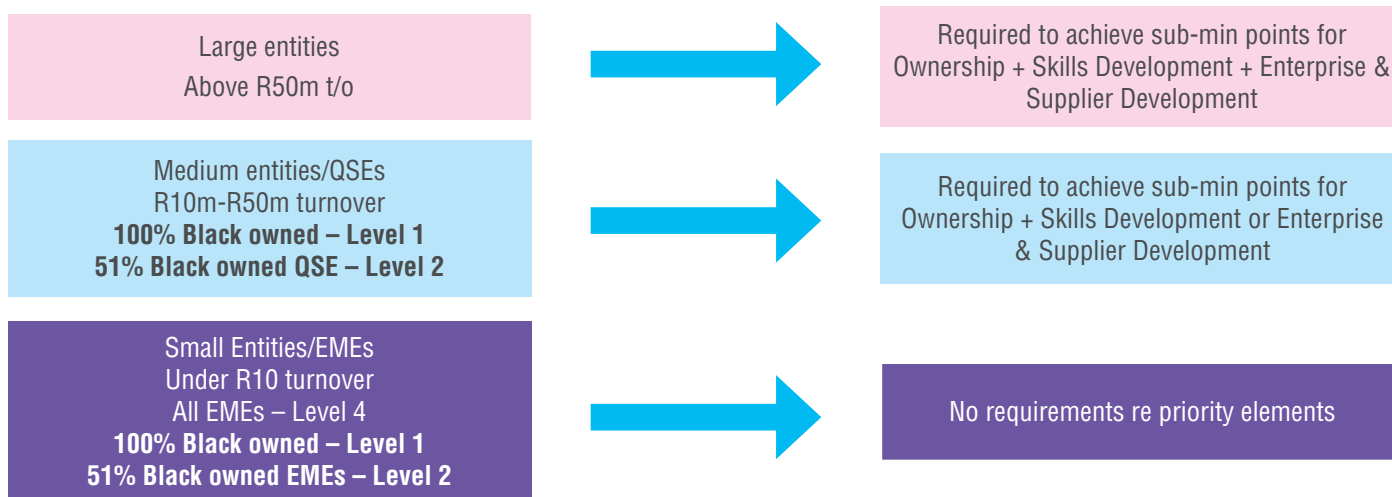 Large entities
Above R50m t/o
Required to achieve sub-min points for
Ownership + Skills Development + Enterprise &
Supplier Development
Medium entities/QSEs
R10m-R50m turnover
100% Black owned – Level 1
51% Black owned QSE – Level 2
Required to achieve sub-min points for
Ownership + Skills Development or Enterprise
& Supplier Development
Small Entities/EMEs
Under R10 turnover
All EMEs – Level 4
100% Black owned – Level 1
51% Black owned EMEs – Level 2
No requirements re priority elements